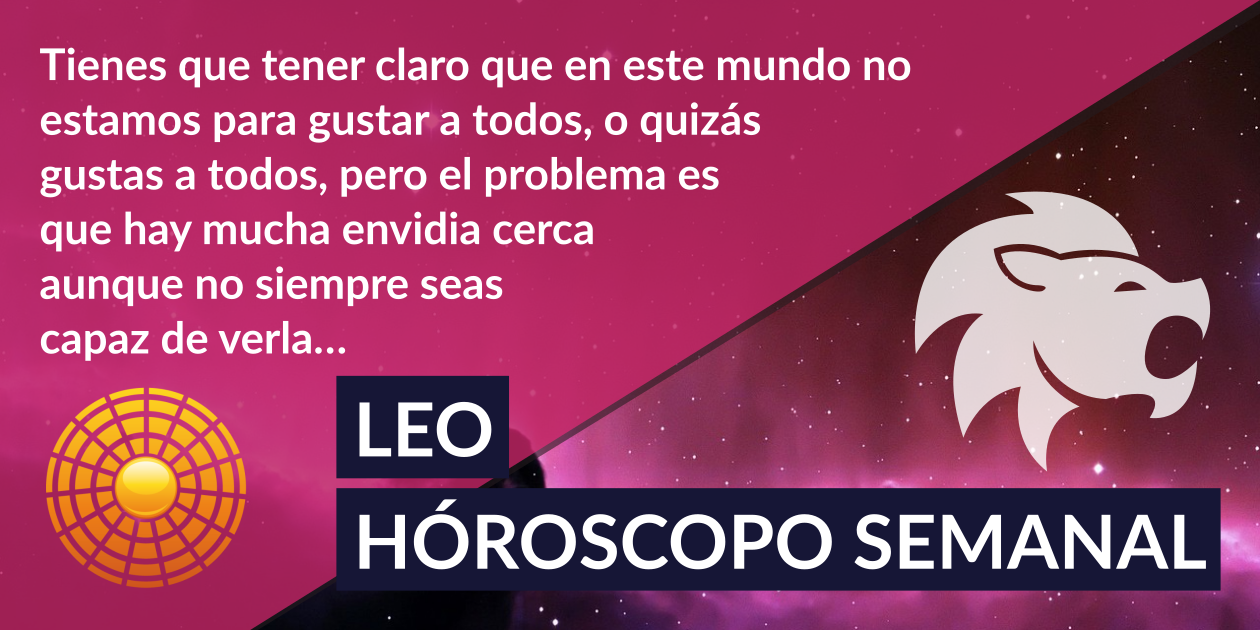 Tienes que tener claro que en este mundo no
estamos para gustar a todos, o quizás
gustas a todos, pero el problema es
que hay mucha envidia cerca
aunque no siempre seas
capaz de verla...
LEO
HÓROSCOPO SEMANAL